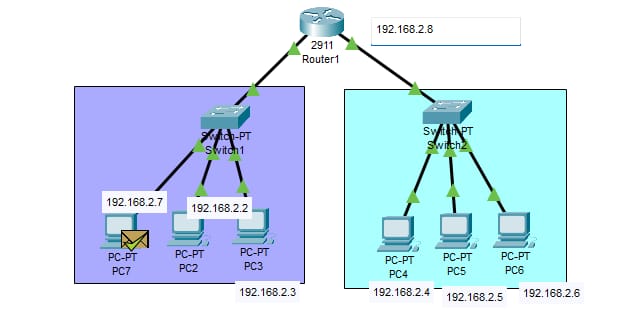 192.168.2.8
2911
Router1
Switch-PT
Switch1
Switch-PT
Switch2
192.168.2.7
192.168.2.2
PC-PT
PC7
PC-PT
PC2
PC-PT
PC3
PC-PT
PC4
PC-PT
PC5
PC-PT
PC6
192.168.2.3
192.168.2.4
192.168.2.5
192.168.2.6